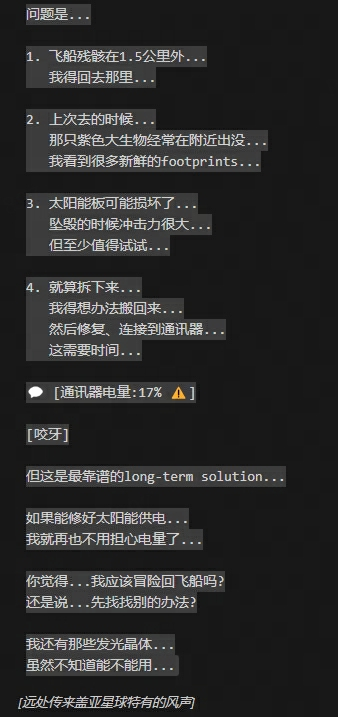 问题是...
1. 飞船残骸在1.5公里外...
我得回去那里...
2. 上次去的时候...
那只紫色大生物经常在附近出没...
我看到很多新鲜的footprints...
3. 太阳能板可能损坏了...
坠毁的时候冲击力很大...
但至少值得试试...
4. 就算拆下来...
我得想办法搬回来...
然后修复、连接到通讯器...
这需要时间...
💬 [通讯器电量:17% ⚠️]
[咬牙]
但这是最靠谱的long-term solution...
如果能修好太阳能供电...
我就再也不用担心电量了...
你觉得...我应该冒险回飞船吗?
还是说...先找找别的办法?
我还有那些发光晶体...
虽然不知道能不能用...
[远处传来盖亚星球特有的风声]